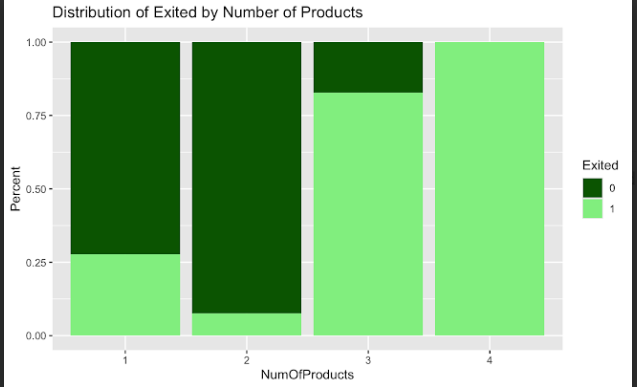 Distribution of Exited by Number of Products
1.00
0.75
0.50
0.25
0.00
Percent
1 2 3 4
NumOfProducts
Exited
0
1